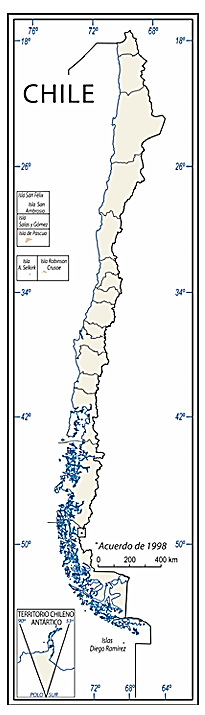 76° 72° 68°
18° 18°
CHILE
26° 26°
Isla San Félix
Isla San
Ambrosio
Isla
Salas y Gómez
Isla de Pascua
Isla
A. Selkirk
Isla Robinson
Crusoe
34° 34°
42° 42°
*Acuerdo de 1998
50° 50°
0 200 400 km
TERRITORIO CHILENO
ANTÁRTICO
90° 53°
Islas
Diego Ramírez
POLO SUR
72° 68° 64°